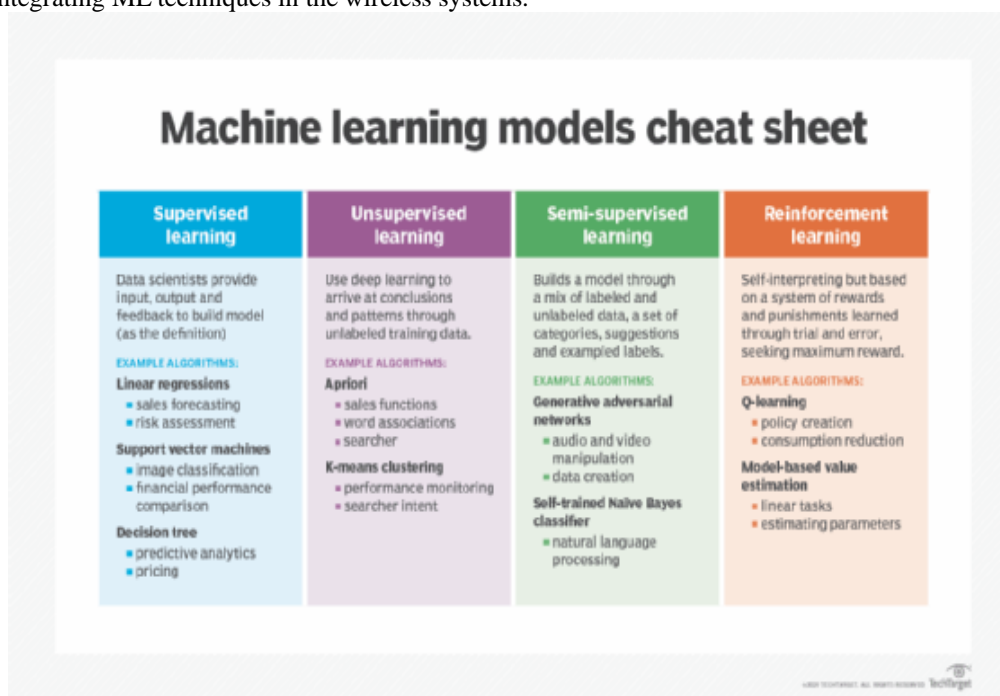 integrating ML techniques in the wireless systems.
Machine learning models cheat sheet
Supervised
learning
Data scientists provide
input, output and
feedback to build model
(as the definition)
EXAMPLE ALGORITHMS:
Linear regressions
▪ sales forecasting
▪ risk assessment
Support vector machines
▪ image classification
▪ financial performance
comparison
Decision tree
▪ predictive analytics
▪ pricing
Unsupervised
learning
Use deep learning to
arrive at conclusions
and patterns through
unlabeled training data.
EXAMPLE ALGORITHMS:
Apriori
▪ sales functions
▪ word associations
▪ searcher
K-means clustering
▪ performance monitoring
▪ searcher intent
Semi-supervised
learning
Builds a model through
a mix of labeled and
unlabeled data, a set of
categories, suggestions
and exampled labels.
EXAMPLE ALGORITHMS:
Generative adversarial
networks
▪ audio and video
manipulation
▪ data creation
Self-trained Naïve Bayes
classifier
▪ natural language
processing
Reinforcement
learning
Self-interpreting but based
on a system of rewards
and punishments learned
through trial and error,
seeking maximum reward.
EXAMPLE ALGORITHMS:
Q-learning
▪ policy creation
▪ consumption reduction
Model-based value
estimation
▪ linear tasks
▪ estimating parameters
TECHTARGET. ALL RIGHTS RESERVED TechTarget